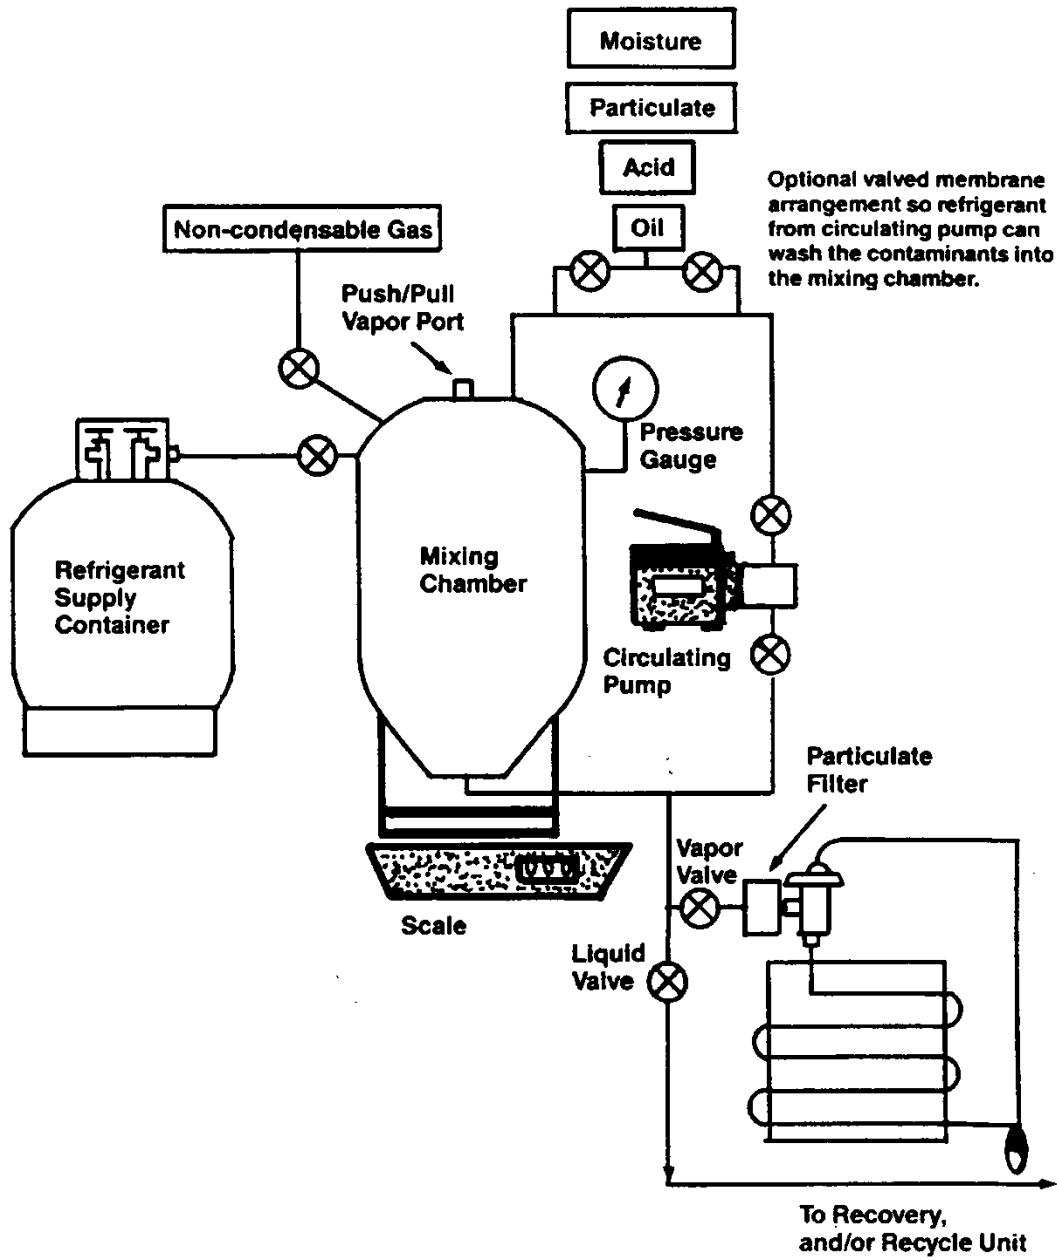 Moisture
Particulate
Acid
Oil
Optional valved membrane
arrangement so refrigerant
from circulating pump can
wash the contaminants into
the mixing chamber.
Non-condensable Gas
Push/Pull
Vapor Port
Pressure
Gauge
Refrigerant
Supply
Container
Mixing
Chamber
Circulating
Pump
Particulate
Filter
Vapor
Valve
Scale
Liquid
Valve
To Recovery,
and/or Recycle Unit